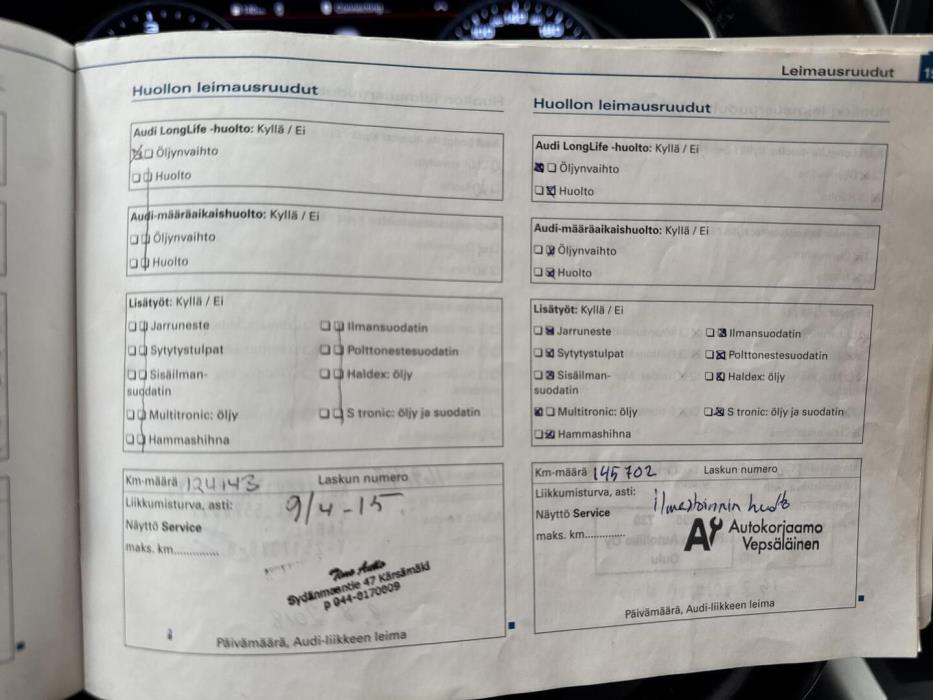 Leimausruudut
Huollon leimausruudut
Audi LongLife -huolto: Kyllä / Ei
Öljynvaihto
Huolto
Audi-määräaikaishuolto: Kyllä / Ei
Öljynvaihto
Huolto
Lisätyöt: Kyllä / Ei
Jarruneste
Ilmansuodatin
Sytytystulpat
Polttonestesuodatin
Sisäilman-
suodatin
Haldex: öljy
Multitronic: öljy
S tronic: öljy ja suodatin
Hammashihna
Km-määrä 124143 Laskun numero
Liikkumisturva, asti: 9/4-15
Näyttö Service
maks. km.............
Timo Audio
Sydänmaantie 47 Kärsämäki
p 044-0170809
Päivämäärä, Audi-liikkeen leima
Huollon leimausruudut
Audi LongLife -huolto: Kyllä / Ei
Öljynvaihto
Huolto
Audi-määräaikaishuolto: Kyllä / Ei
Öljynvaihto
Huolto
Lisätyöt: Kyllä / Ei
Jarruneste
Ilmansuodatin
Sytytystulpat
Polttonestesuodatin
Sisäilman-
suodatin
Haldex: öljy
Multitronic: öljy
S tronic: öljy ja suodatin
Hammashihna
Km-määrä 145702 Laskun numero
Liikkumisturva, asti:
Näyttö Service
maks. km.............
AY Autokorjaamo
Vepsäläinen
Päivämäärä, Audi-liikkeen leima